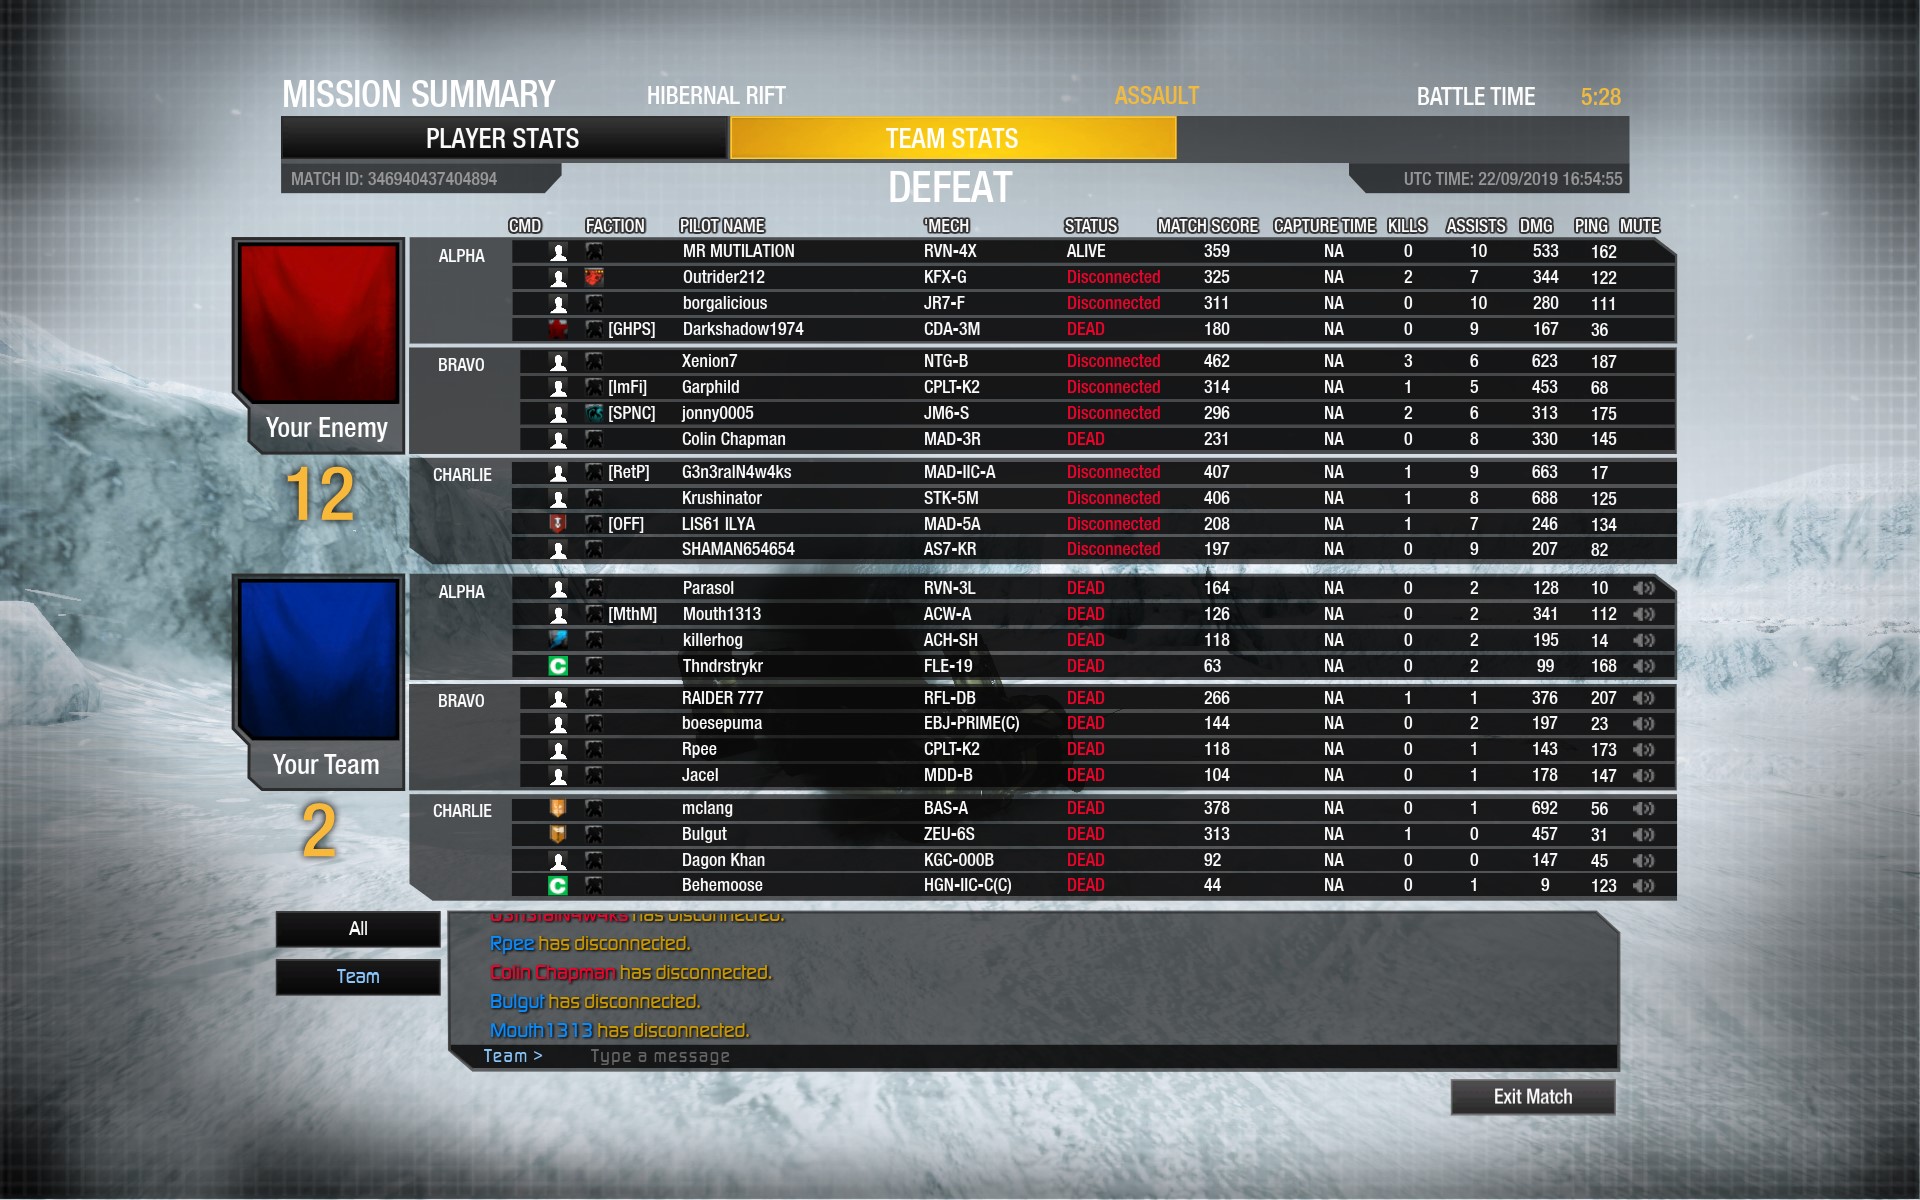 MISSION SUMMARY HIBERNAL RIFT ASSAULT BATTLE TIME 5:28
PLAYER STATS TEAM STATS
MATCH ID: 346940437404894 DEFEAT UTC TIME: 22/09/2019 16:54:55
CMD FACTION PILOT NAME 'MECH STATUS MATCH SCORE CAPTURE TIME KILLS ASSISTS DMG PING MUTE
Your Enemy
12
ALPHA
MR MUTILATION RVN-4X ALIVE 359 NA 0 10 533 162
Outrider212 KFX-G Disconnected 325 NA 2 7 344 122
borgalicious JR7-F Disconnected 311 NA 0 10 280 111
[GHPS] Darkshadow1974 CDA-3M DEAD 180 NA 0 9 167 36
BRAVO
Xenion7 NTG-B Disconnected 462 NA 3 6 623 187
[ImFi] Garphild CPLT-K2 Disconnected 314 NA 1 5 453 68
[SPNC] jonny0005 JM6-S Disconnected 296 NA 2 6 313 175
Colin Chapman MAD-3R DEAD 231 NA 0 8 330 145
CHARLIE
[RetP] G3n3ralN4w4ks MAD-IIC-A Disconnected 407 NA 1 9 663 17
Krushinator STK-5M Disconnected 406 NA 1 8 688 125
[OFF] LIS61 ILYA MAD-5A Disconnected 208 NA 1 7 246 134
SHAMAN654654 AS7-KR Disconnected 197 NA 0 9 207 82
Your Team
2
ALPHA
Parasol RVN-3L DEAD 164 NA 0 2 128 10
[MthM] Mouth1313 ACW-A DEAD 126 NA 0 2 341 112
killerhog ACH-SH DEAD 118 NA 0 2 195 14
Thndrstrykr FLE-19 DEAD 63 NA 0 2 99 168
BRAVO
RAIDER 777 RFL-DB DEAD 266 NA 1 1 376 207
boesepuma EBJ-PRIME(C) DEAD 144 NA 0 2 197 23
Rpee CPLT-K2 DEAD 118 NA 0 1 143 173
Jacel MDD-B DEAD 104 NA 0 1 178 147
CHARLIE
mclang BAS-A DEAD 378 NA 0 1 692 56
Bulgut ZEU-6S DEAD 313 NA 1 0 457 31
Dagon Khan KGC-000B DEAD 92 NA 0 0 147 45
Behemoose HGN-IIC-C(C) DEAD 44 NA 0 1 9 123
All
Team
G3n3ralN4w4ks has disconnected.
Rpee has disconnected.
Colin Chapman has disconnected.
Bulgut has disconnected.
Mouth1313 has disconnected.
Team > Type a message
Exit Match